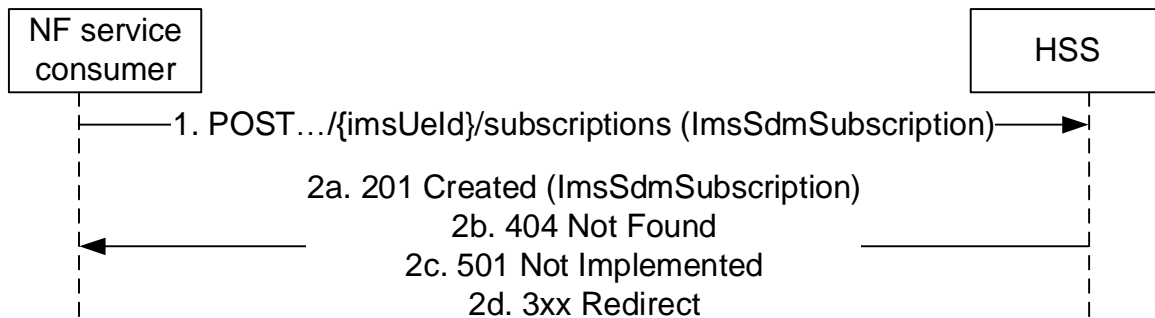 NF service
consumer
HSS
1. POST…/{imsUeId}/subscriptions (ImsSdmSubscription)
2a. 201 Created (ImsSdmSubscription)
2b. 404 Not Found
2c. 501 Not Implemented
2d. 3xx Redirect